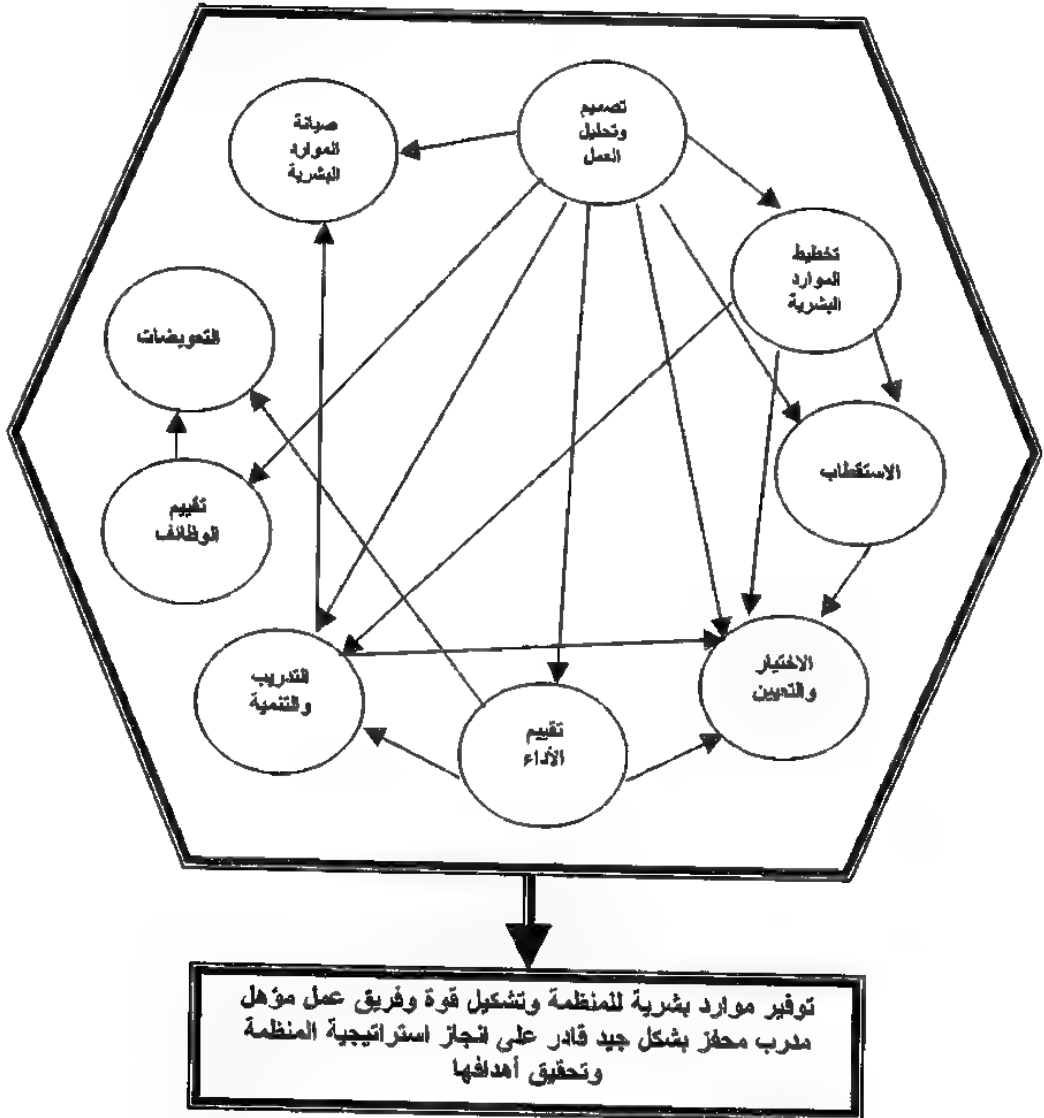 تصميم
وتحليل
العمل
صيانة
الموارد
البشرية
تخطيط
الموارد
البشرية
التعويضات
الاستقطاب
تقييم
الوظائف
الاختيار
والتعيين
التدريب
والتنمية
تقييم
الأداء
توفير موارد بشرية للمنظمة وتشكيل قوة وفريق عمل مؤهل
مدرب محفز بشكل جيد قادر على انجاز استراتيجية المنظمة
وتحقيق أهدافها